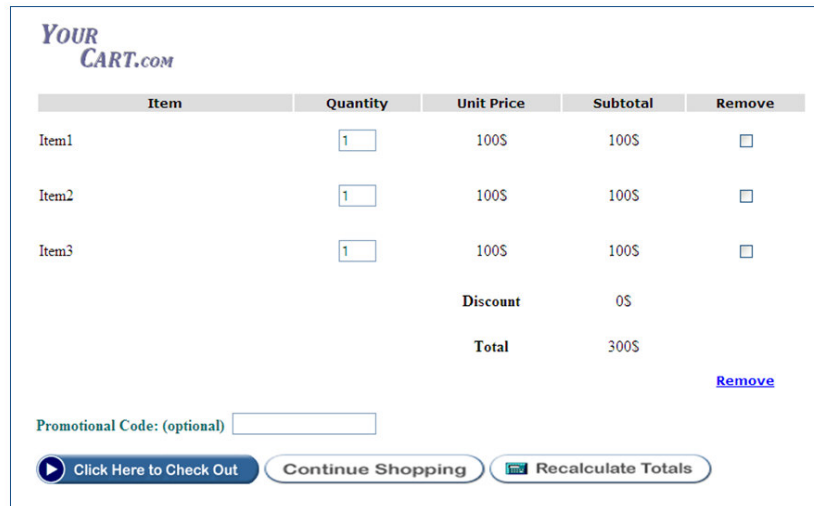 YOUR
CART.COM
Item Quantity Unit Price Subtotal Remove
Item1 1 100$ 100$
Item2 1 100$ 100$
Item3 1 100$ 100$
Discount 0$
Total 300$
Remove
Promotional Code: (optional)
Click Here to Check Out Continue Shopping Recalculate Totals